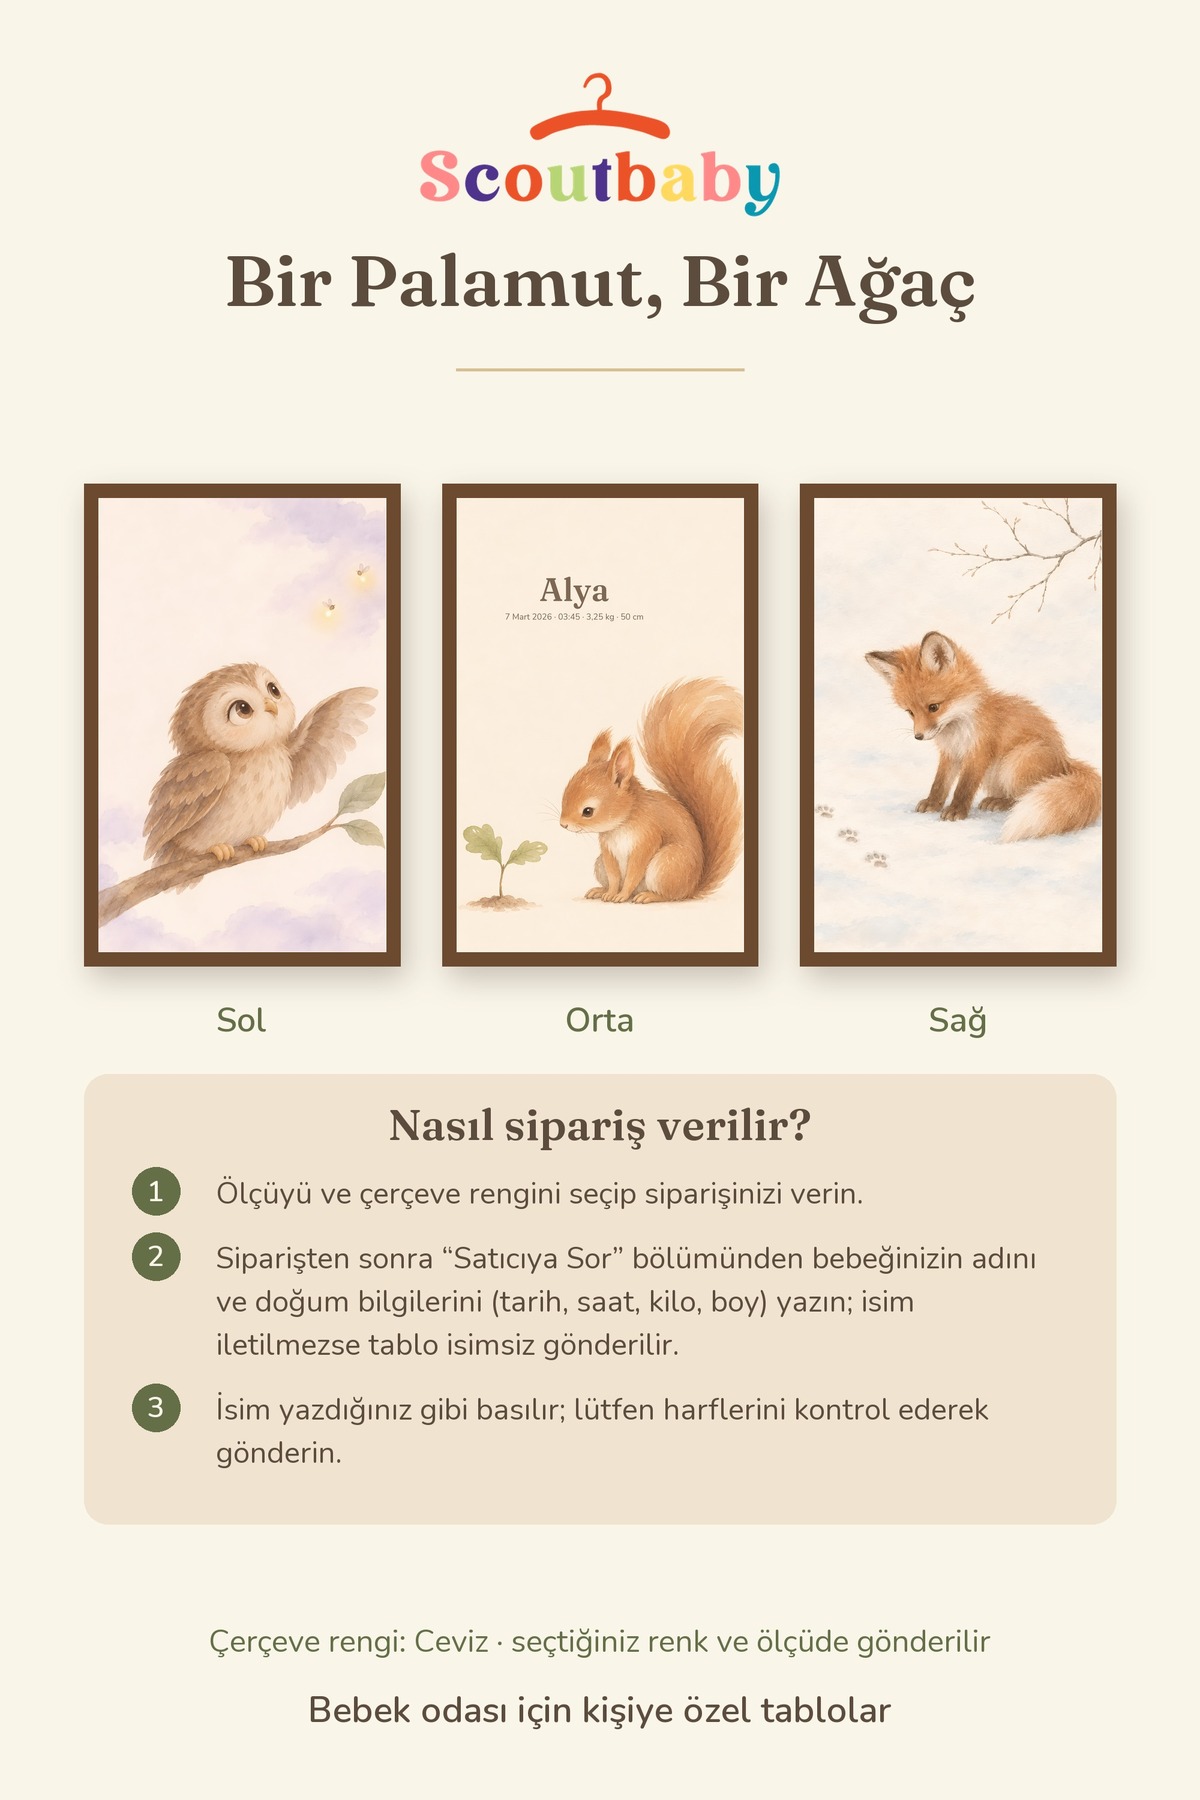 Scoutbaby
Bir Palamut, Bir Ağaç
Alya
7 Mart 2026 · 03:45 · 3,25 kg · 50 cm
Sol
Orta
Sağ
Nasıl sipariş verilir?
1 Ölçüyü ve çerçeve rengini seçip siparişinizi verin.
2 Siparişten sonra “Satıcıya Sor” bölümünden bebeğinizin adını
ve doğum bilgilerini (tarih, saat, kilo, boy) yazın; isim
iletilmezse tablo isimsiz gönderilir.
3 İsim yazdığınız gibi basılır; lütfen harflerini kontrol ederek
gönderin.
Çerçeve rengi: Ceviz · seçtiğiniz renk ve ölçüde gönderilir
Bebek odası için kişiye özel tablolar